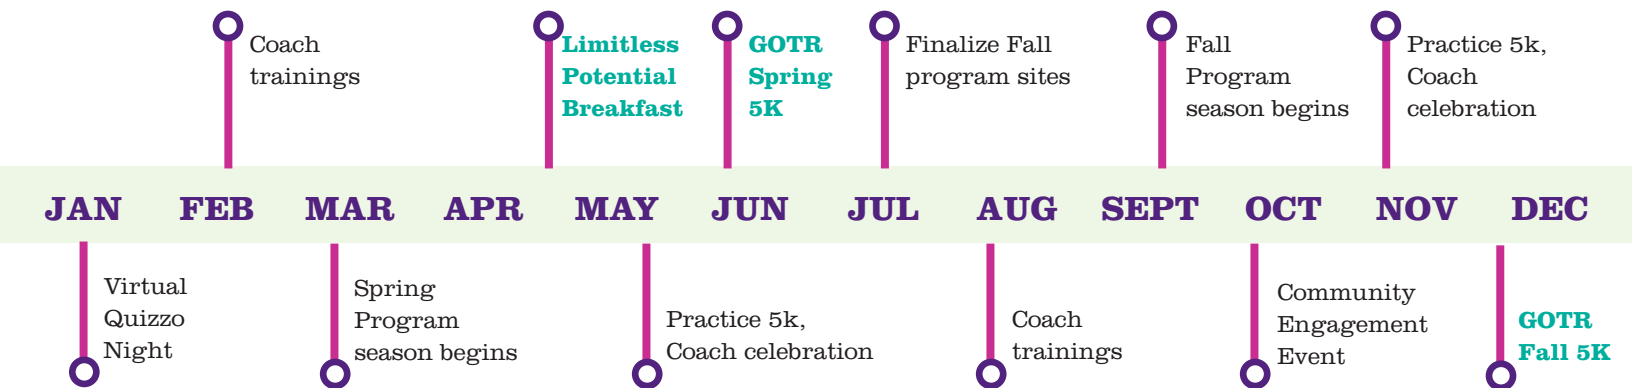 Coach
trainings
Limitless
Potential
Breakfast
GOTR
Spring
5K
Finalize Fall
program sites
Fall
Program
season begins
Practice 5k,
Coach
celebration
JAN FEB MAR APR MAY JUN JUL AUG SEPT OCT NOV DEC
Virtual
Quizzo
Night
Spring
Program
season begins
Practice 5k,
Coach celebration
Coach
trainings
Community
Engagement
Event
GOTR
Fall 5K